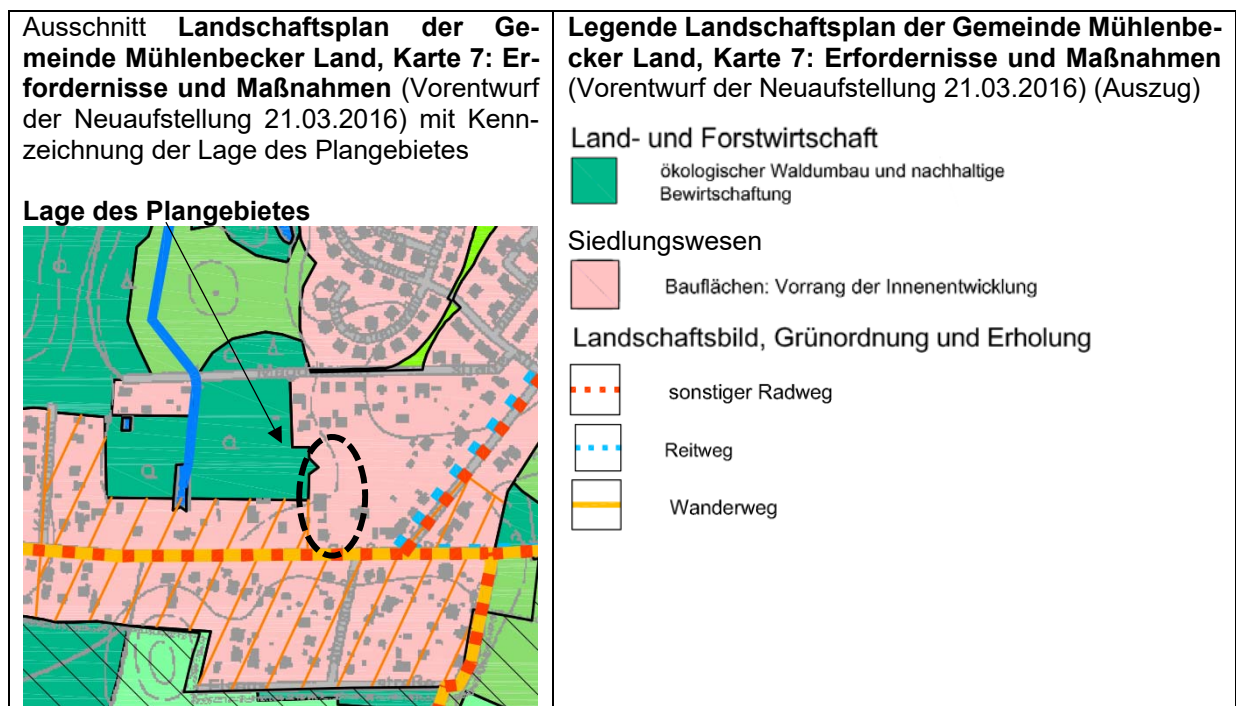 Ausschnitt Landschaftsplan der Ge-
meinde Mühlenbecker Land, Karte 7: Er-
fordernisse und Maßnahmen (Vorentwurf
der Neuaufstellung 21.03.2016) mit Kenn-
zeichnung der Lage des Plangebietes
Lage des Plangebietes
Legende Landschaftsplan der Gemeinde Mühlenbe-
cker Land, Karte 7: Erfordernisse und Maßnahmen
(Vorentwurf der Neuaufstellung 21.03.2016) (Auszug)
Land- und Forstwirtschaft
ökologischer Waldumbau und nachhaltige
Bewirtschaftung
Siedlungswesen
Bauflächen: Vorrang der Innenentwicklung
Landschaftsbild, Grünordnung und Erholung
sonstiger Radweg
Reitweg
Wanderweg